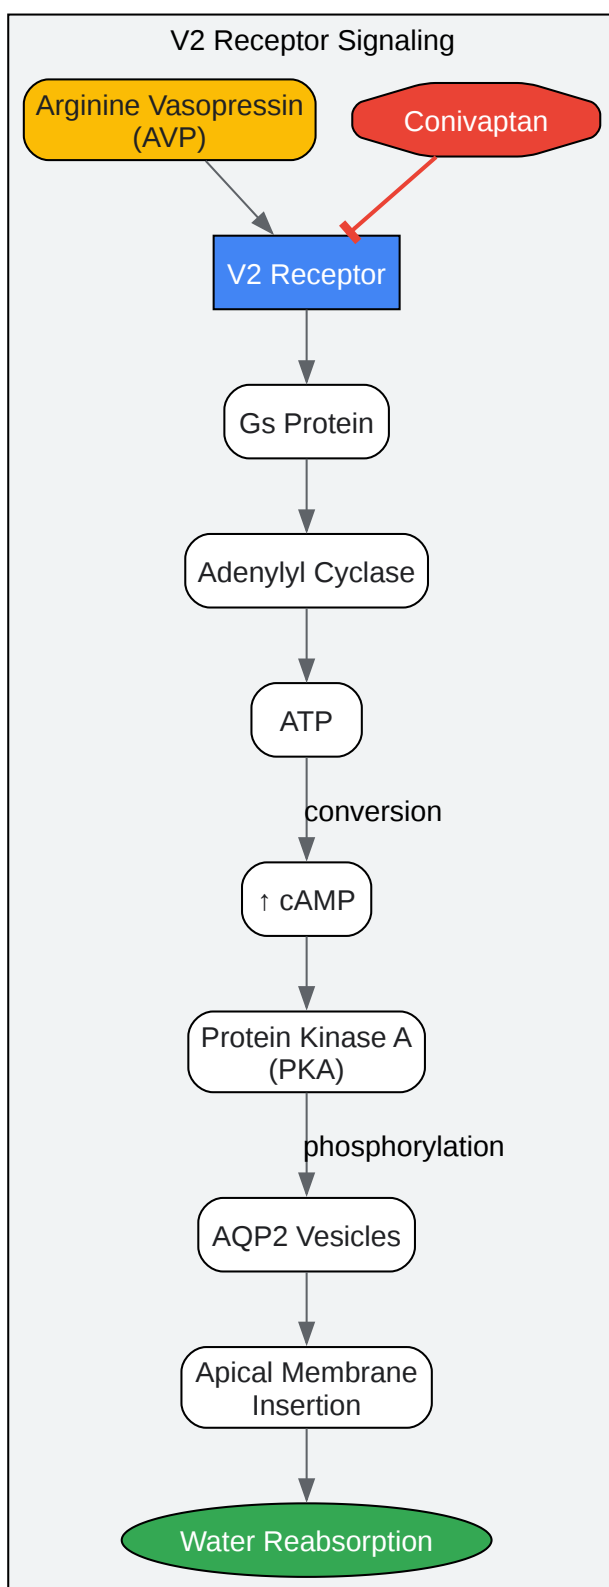 V2 Receptor Signaling
Arginine Vasopressin
(AVP)
Conivaptan
V2 Receptor
Gs Protein
Adenylyl Cyclase
ATP
conversion
↑ cAMP
Protein Kinase A
(PKA)
phosphorylation
AQP2 Vesicles
Apical Membrane
Insertion
Water Reabsorption